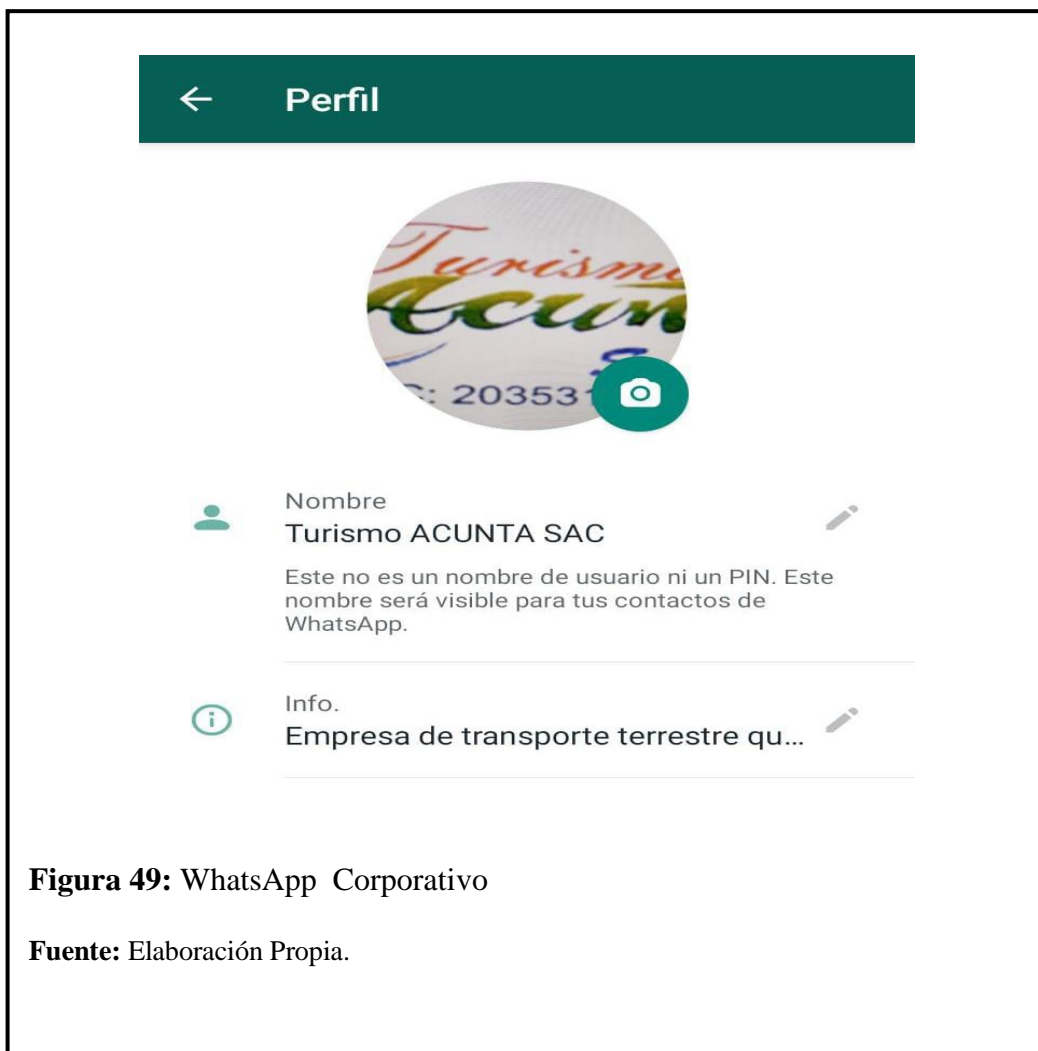 Perfil
Turismo
Acun
S
C: 20353
Nombre
Turismo ACUNTA SAC
Este no es un nombre de usuario ni un PIN. Este
nombre será visible para tus contactos de
WhatsApp.
Info.
Empresa de transporte terrestre qu...
Figura 49: WhatsApp Corporativo
Fuente: Elaboración Propia.